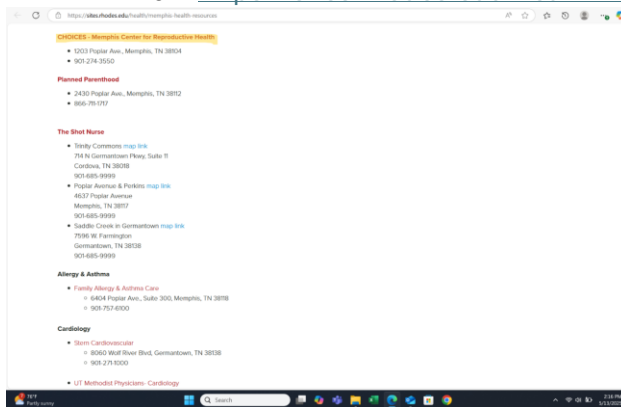 https://sites.rhodes.edu/health/memphis-health-resources
CHOICES - Memphis Center for Reproductive Health
1203 Poplar Ave., Memphis, TN 38104
901-274-3550
Planned Parenthood
2430 Poplar Ave., Memphis, TN 38112
866-711-1717
The Shot Nurse
Trinity Commons map link
714 N Germantown Pkwy, Suite 11
Cordova, TN 38018
901-685-9999
Poplar Avenue & Perkins map link
4637 Poplar Avenue
Memphis, TN 38117
901-685-9999
Saddle Creek in Germantown map link
7596 W. Farmington
Germantown, TN 38138
901-685-9999
Allergy & Asthma
Family Allergy & Asthma Care
6404 Poplar Ave., Suite 300, Memphis, TN 38118
901-757-6100
Cardiology
Stern Cardiovascular
8060 Wolf River Blvd, Germantown, TN 38138
901-271-1000
UT Methodist Physicians- Cardiology
Partly sunny
Search
2:16 PM
5/13/2025